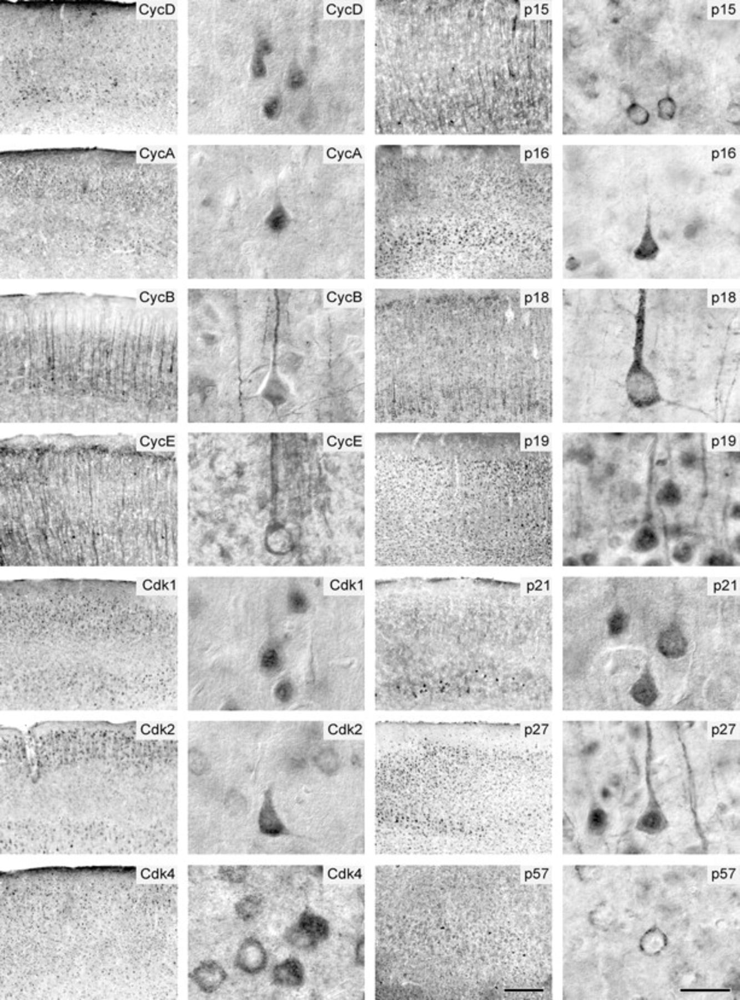 CycD CycD p15 p15
CycA CycA p16 p16
CycB CycB p18 p18
CycE CycE p19 p19
Cdk1 Cdk1 p21 p21
Cdk2 Cdk2 p27 p27
Cdk4 Cdk4 p57 p57